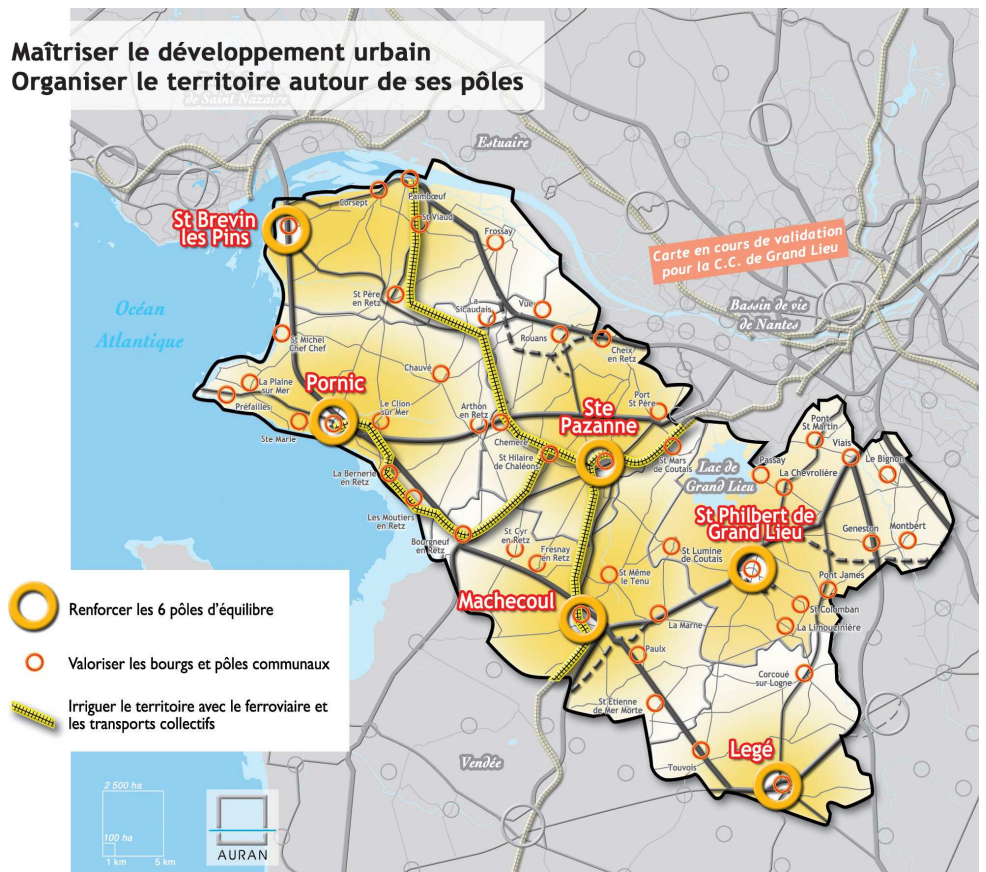 Maîtriser le développement urbain
Organiser le territoire autour de ses pôles
de Saint Nazaire
Estuaire
Corsept
Paimbœuf
St Viaud
St Brevin
les Pins
Frossay
Carte en cours de validation
pour la C.C. de Grand Lieu
St Père
en Retz
La
Sicaudais
Vue
Bassin de vie
de Nantes
Océan
Atlantique
Rouans
Cheix
en Retz
St Michel
Chef Chef
Chauvé
La Plaine
sur Mer
Préfailles
Pornic
Le Clion
sur Mer
Arthon
en Retz
Ste
Pazanne
Port
St Père
Ste Marie
Chemeré
St Hilaire
de Chaléons
St Mars
de Coutais
Pont
St Martin
Viais
Le Bignon
Lac de
Grand Lieu
Passay
La Chevrolière
La Bernerie
en Retz
Les Moutiers
en Retz
St Philbert de
Grand Lieu
Geneston
Montbert
Bourgneuf
en Retz
St Cyr
en Retz
Fresnay
en Retz
St Lumine
de Coutais
St Même
le Tenu
Pont James
Machecoul
St Colomban
La Limouzinière
La Marne
Paulx
Corcoué
sur Logne
St Etienne
de Mer Morte
Legé
Touvois
Vendée
Renforcer les 6 pôles d'équilibre
Valoriser les bourgs et pôles communaux
Irriguer le territoire avec le ferroviaire et
les transports collectifs
2 500 ha
100 ha
1 km
5 km
AURAN